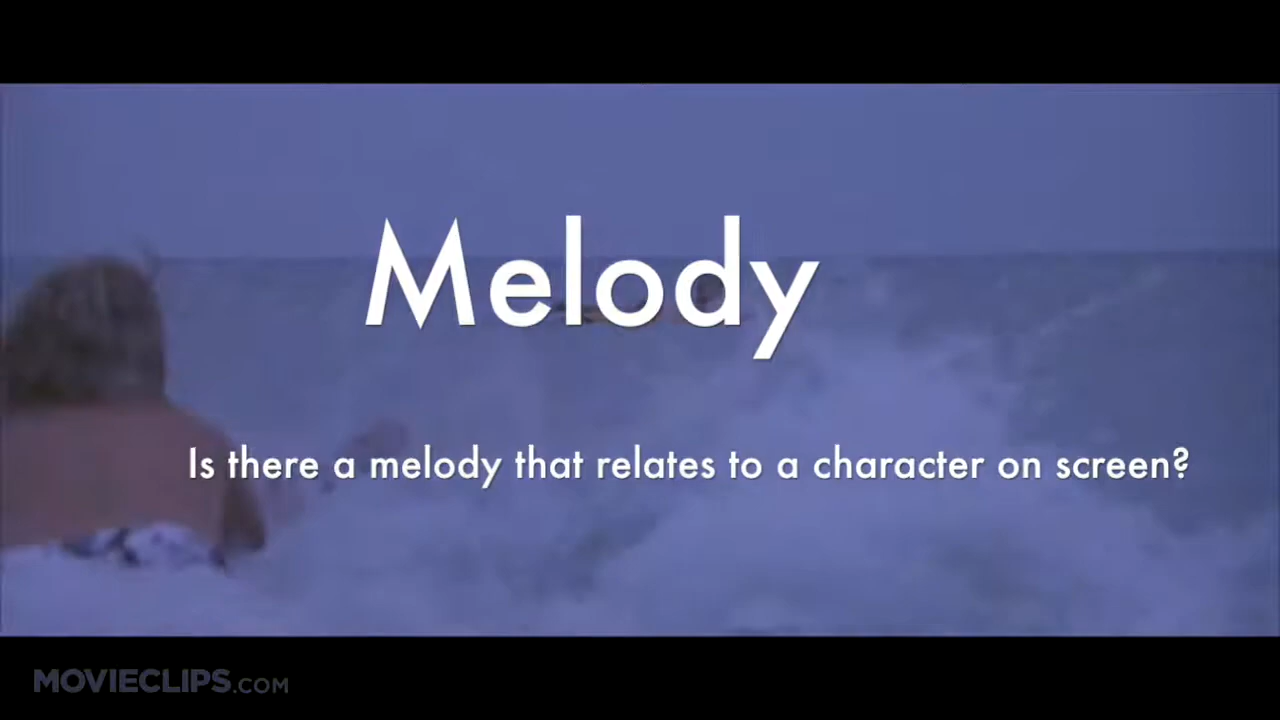 Melody
Is there a melody that relates to a character on screen?
MOVIECLIPS.COM